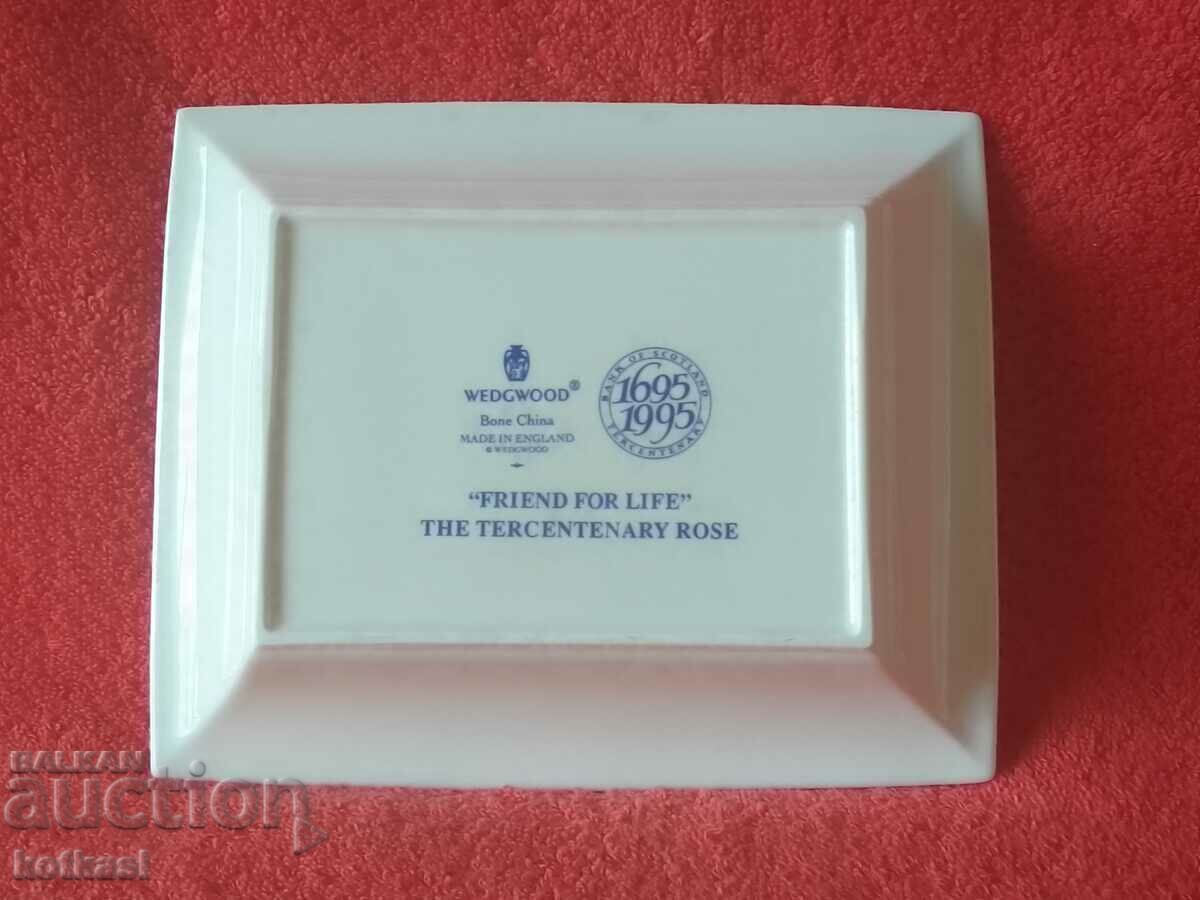 WEDGWOOD®
Bone China
MADE IN ENGLAND
© WEDGWOOD
BANK OF SCOTLAND
1695
1995
TERCENTENARY
“FRIEND FOR LIFE”
THE TERCENTENARY ROSE
BALKAN
auction
kotkasl